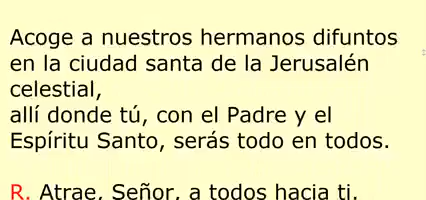 Acoge a nuestros hermanos difuntos
en la ciudad santa de la Jerusalén
celestial,
allí donde tú, con el Padre y el
Espíritu Santo, serás todo en todos.
R. Atrae, Señor, a todos hacia ti.